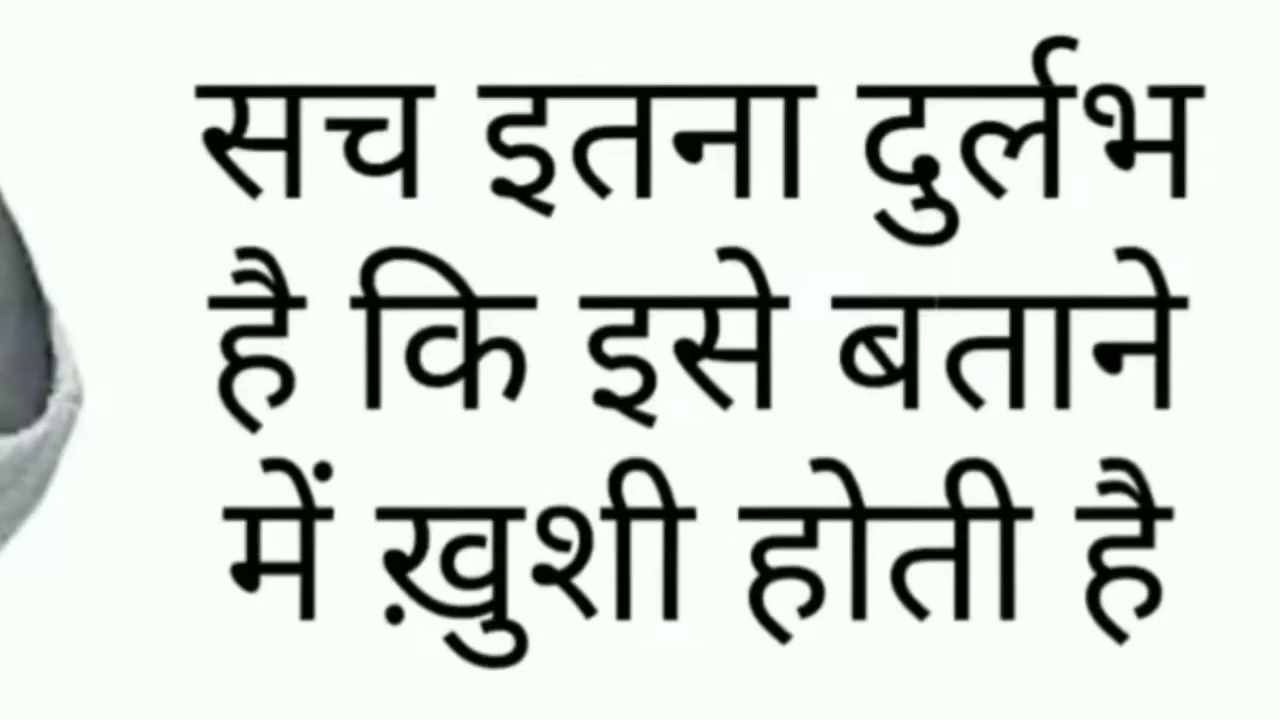 सच इतना दुर्लभ
है कि इसे बताने
में ख़ुशी होती है